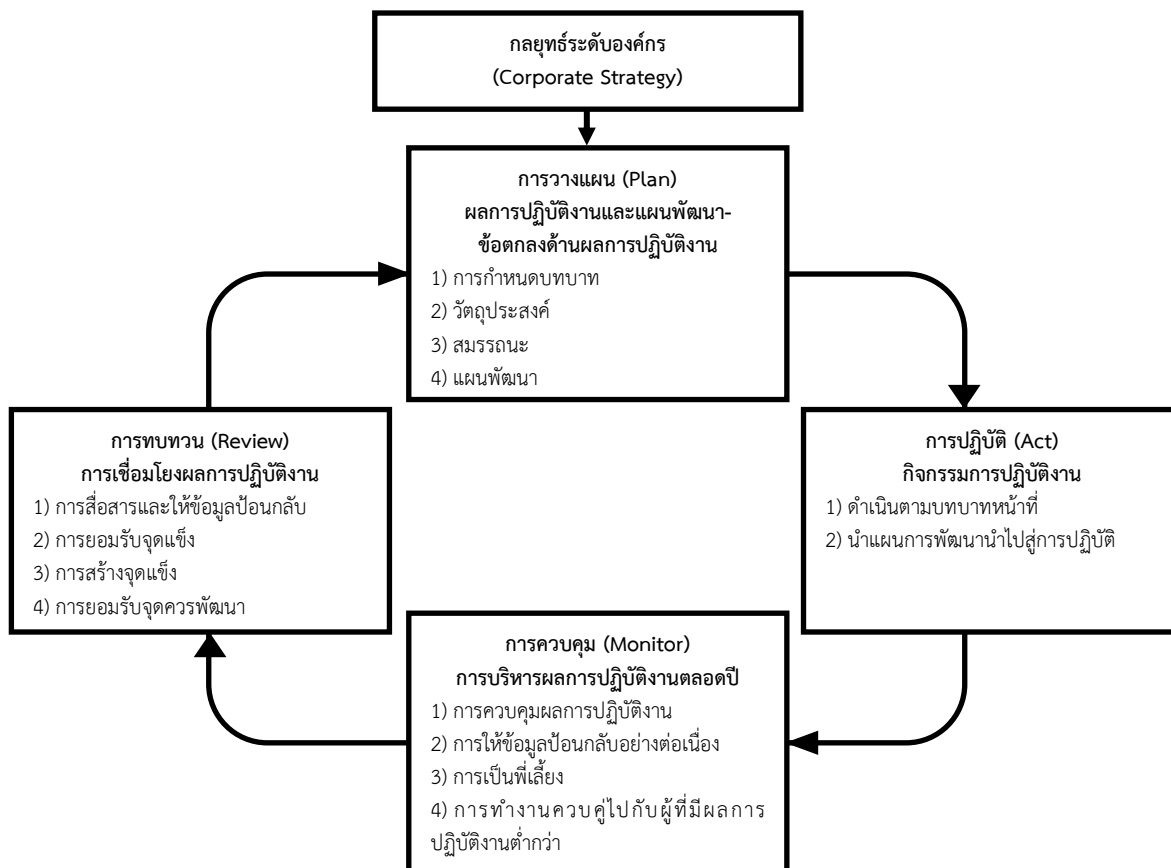 กลยุทธ์ระดับองค์กร
(Corporate Strategy)
การวางแผน (Plan)
ผลการปฏิบัติงานและแผนพัฒนา-
ข้อตกลงด้านผลการปฏิบัติงาน
1) การกำหนดบทบาท
2) วัตถุประสงค์
3) สมรรถนะ
4) แผนพัฒนา
การทบทวน (Review)
การเชื่อมโยงผลการปฏิบัติงาน
1) การสื่อสารและให้ข้อมูลป้อนกลับ
2) การยอมรับจุดแข็ง
3) การสร้างจุดแข็ง
4) การยอมรับจุดควรพัฒนา
การปฏิบัติ (Act)
กิจกรรมการปฏิบัติงาน
1) ดำเนินตามบทบาทหน้าที่
2) นำแผนการพัฒนานำไปสู่การปฏิบัติ
การควบคุม (Monitor)
การบริหารผลการปฏิบัติงานตลอดปี
1) การควบคุมผลการปฏิบัติงาน
2) การให้ข้อมูลป้อนกลับอย่างต่อเนื่อง
3) การเป็นพี่เลี้ยง
4) การทำงานควบคู่ไปกับผู้ที่มีผลการ
ปฏิบัติงานต่ำกว่า